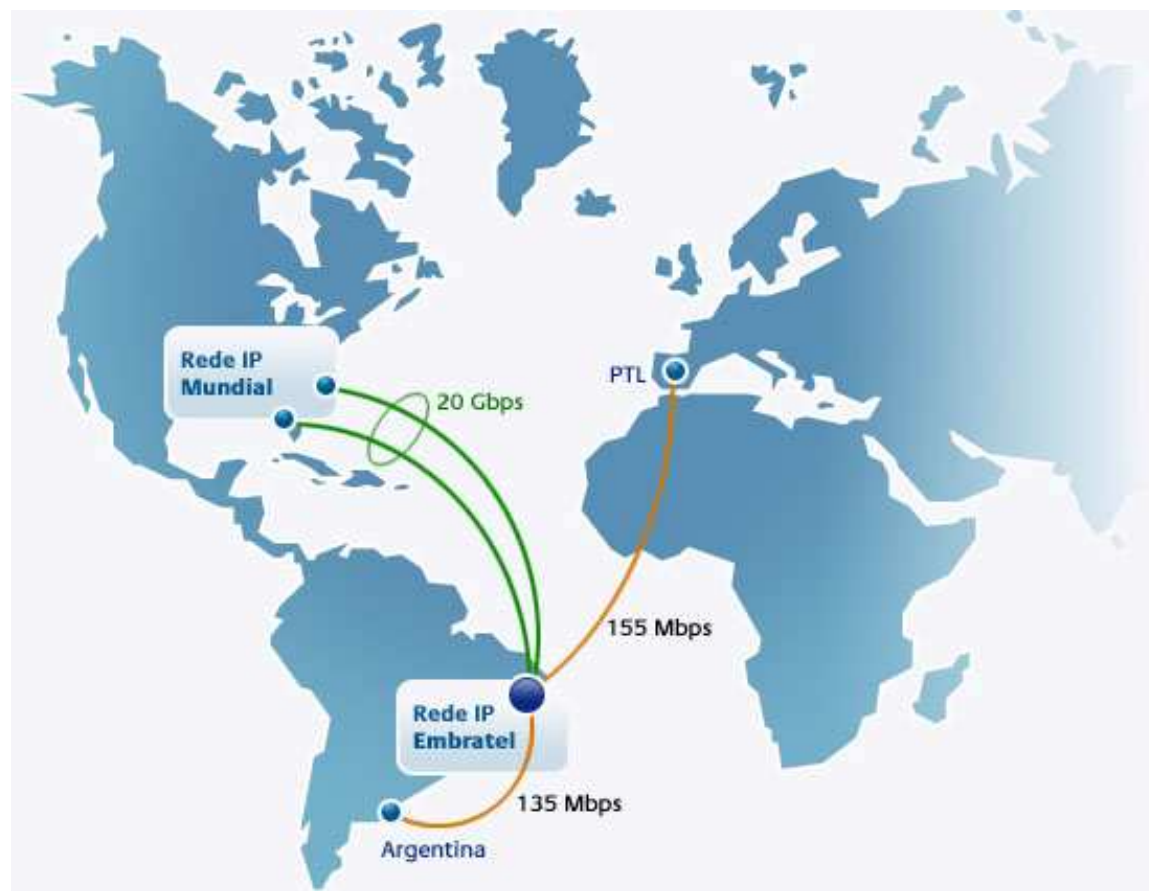 Rede IP
Mundial
20 Gbps
PTL
155 Mbps
Rede IP
Embratel
135 Mbps
Argentina